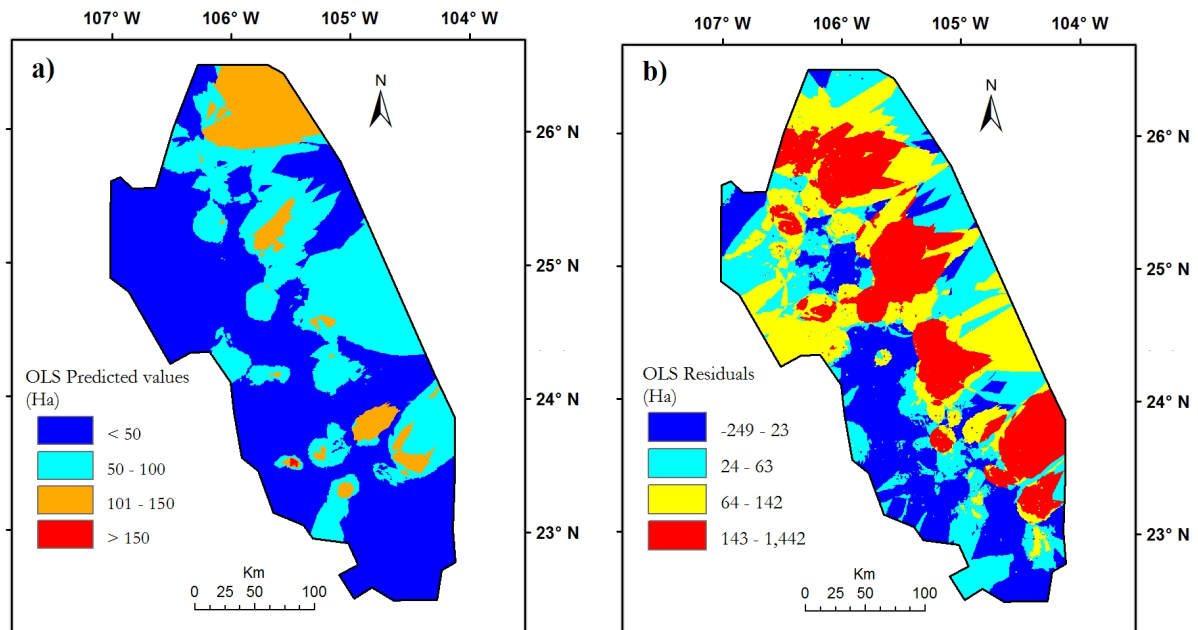 107° W 106° W 105° W 104° W
a)
N
26° N
25° N
24° N
23° N
OLS Predicted values
(Ha)
< 50
50 - 100
101 - 150
> 150
Km
0 25 50 100
107° W 106° W 105° W 104° W
b)
N
26° N
25° N
24° N
23° N
OLS Residuals
(Ha)
-249 - 23
24 - 63
64 - 142
143 - 1,442
Km
0 25 50 100